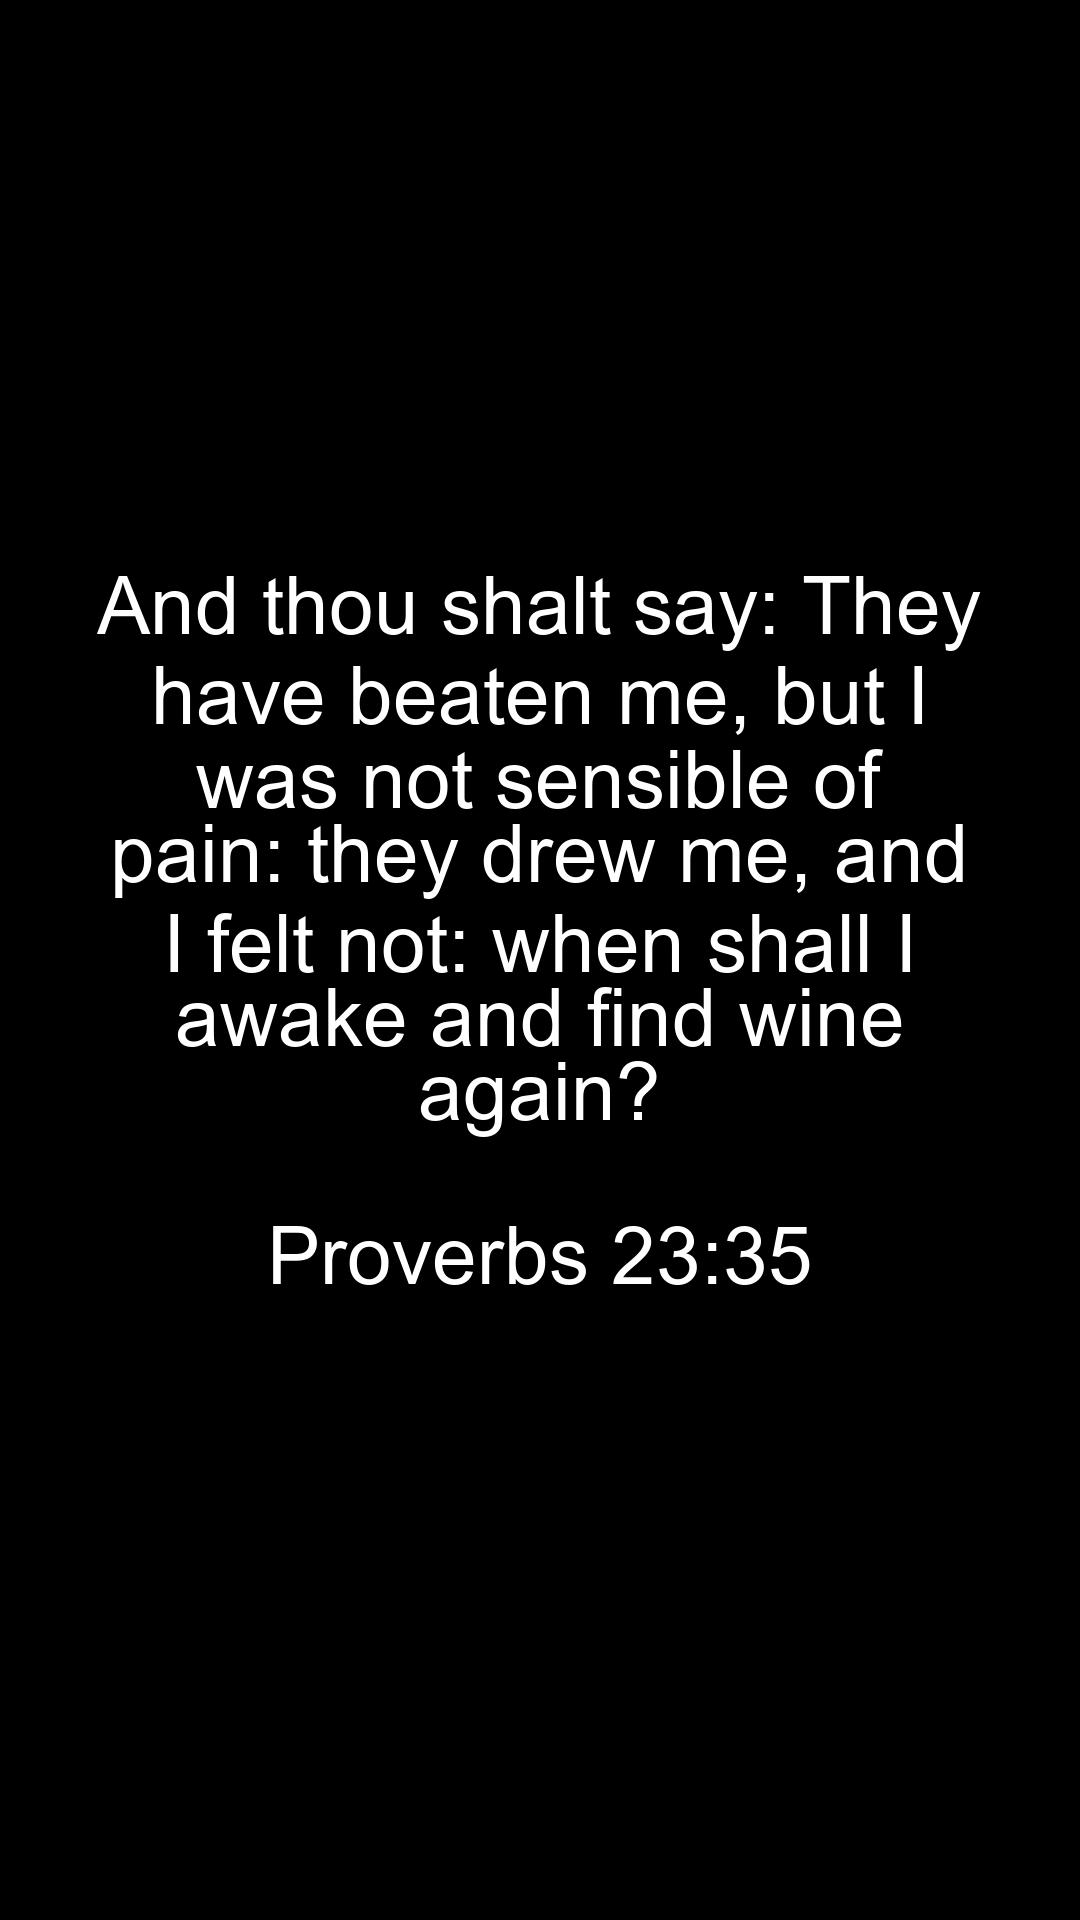 And thou shalt say: They
have beaten me, but I
was not sensible of
pain: they drew me, and
I felt not: when shall I
awake and find wine
again?
Proverbs 23:35